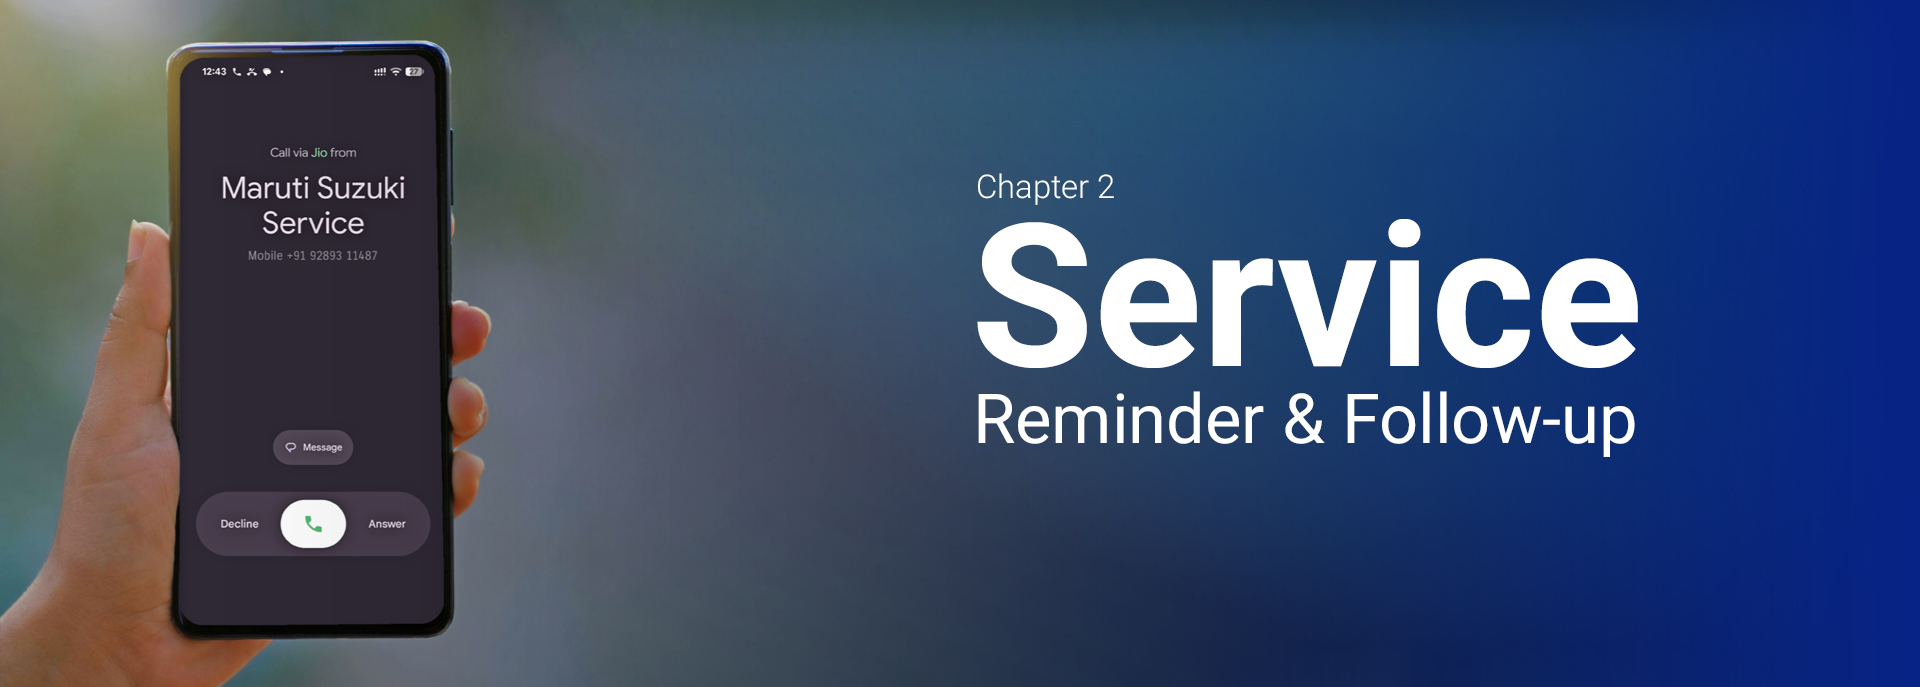 12:43
27
Call via Jio from
Maruti Suzuki
Service
Mobile +91 92893 11487
Message
Decline
Answer
Chapter 2
Service
Reminder & Follow-up